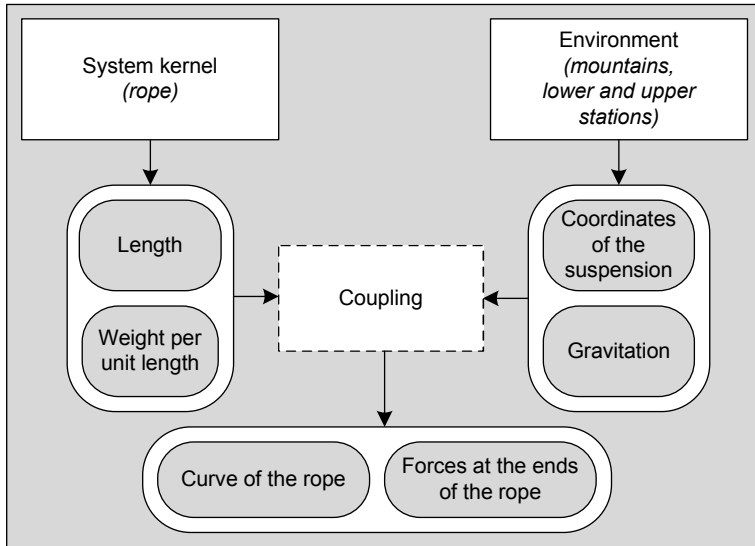 System kernel
(rope)
Environment
(mountains,
lower and upper
stations)
Length
Weight per
unit length
Coupling
Coordinates
of the
suspension
Gravitation
Curve of the rope
Forces at the ends
of the rope